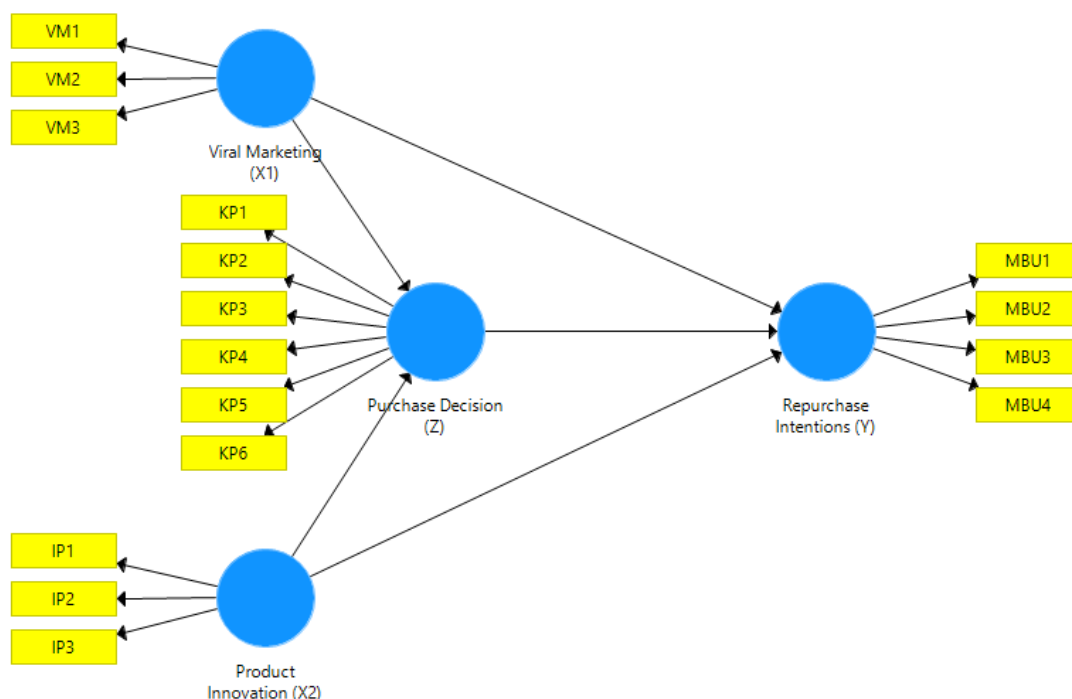 VM1
VM2
VM3
Viral Marketing
(X1)
KP1
KP2
KP3
KP4
KP5
KP6
Purchase Decision
(Z)
MBU1
MBU2
MBU3
MBU4
Repurchase
Intentions (Y)
IP1
IP2
IP3
Product
Innovation (X2)